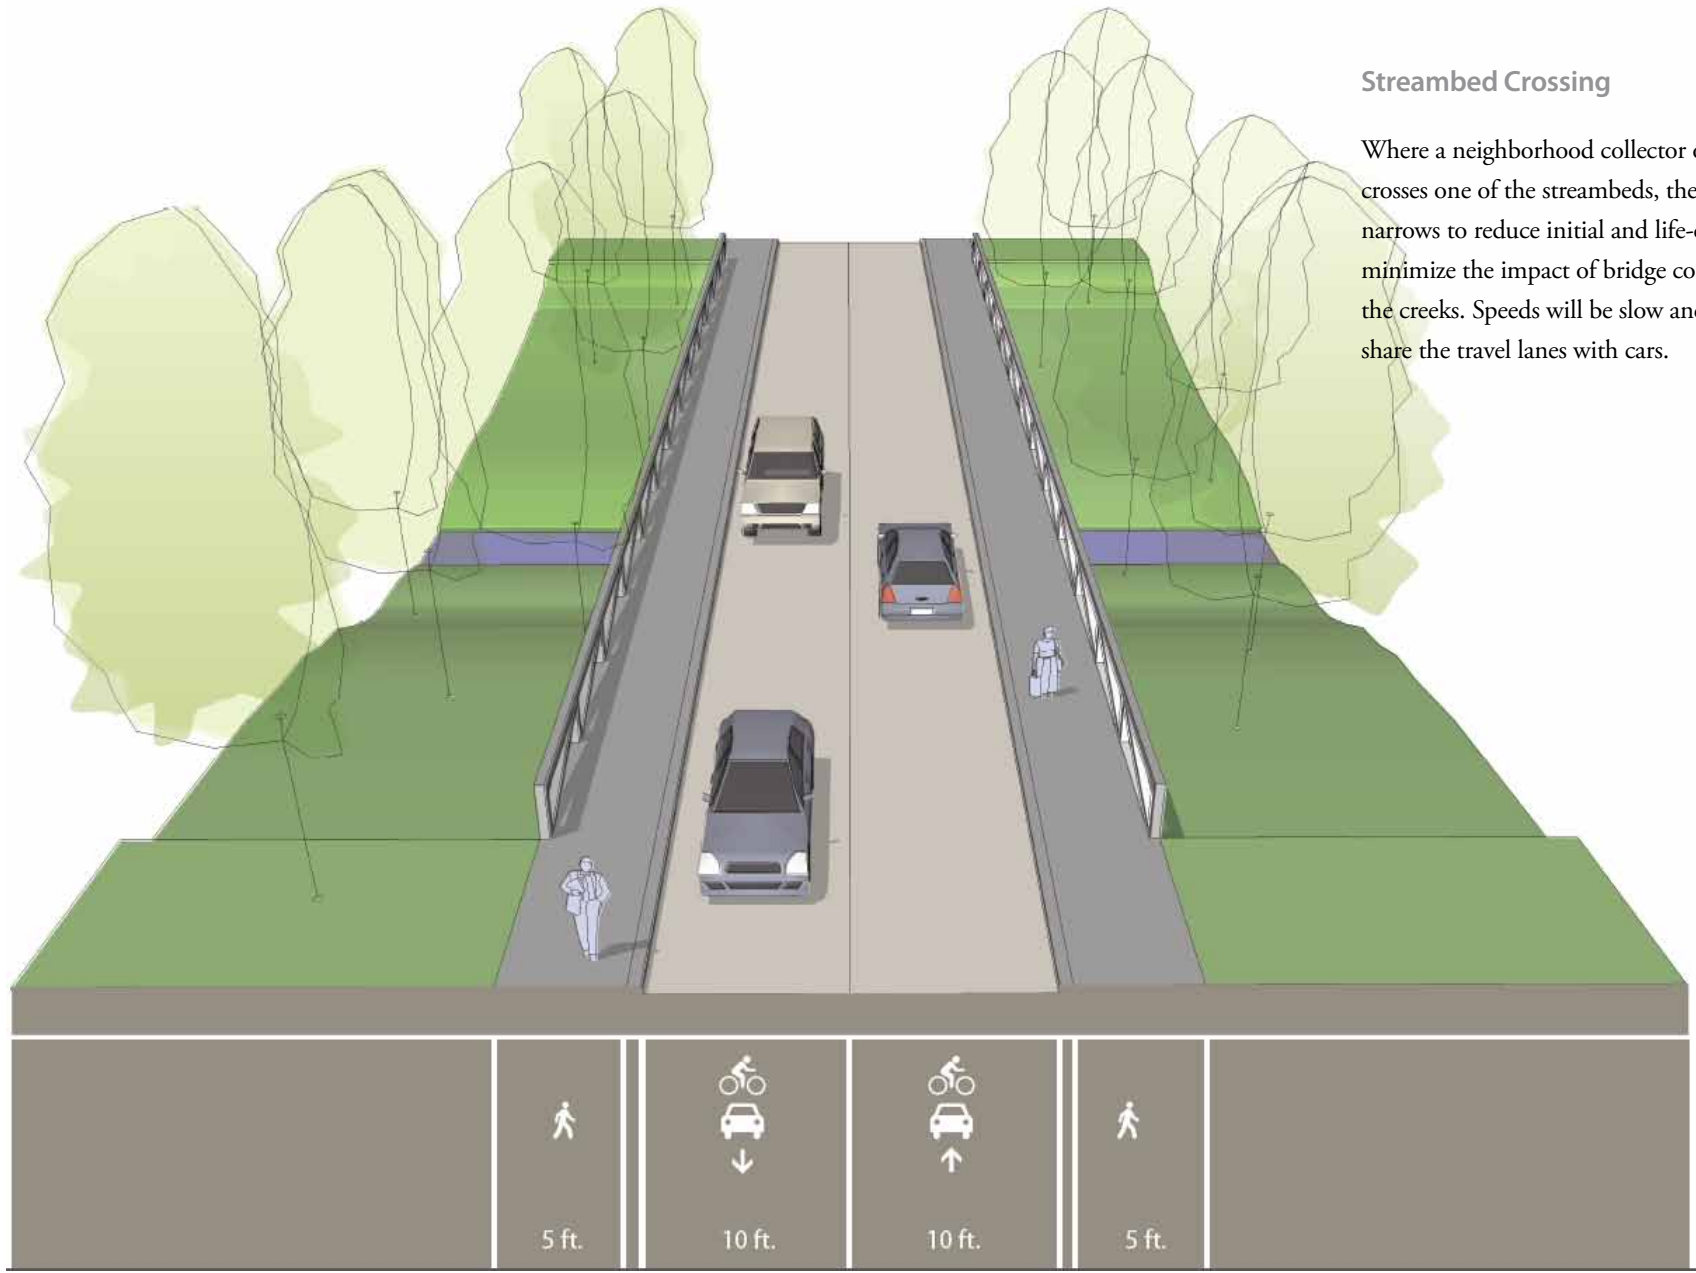 Streambed Crossing
Where a neighborhood collector
crosses one of the streambeds, the
narrows to reduce initial and life-
minimize the impact of bridge co
the creeks. Speeds will be slow an
share the travel lanes with cars.
5 ft.
10 ft.
10 ft.
5 ft.